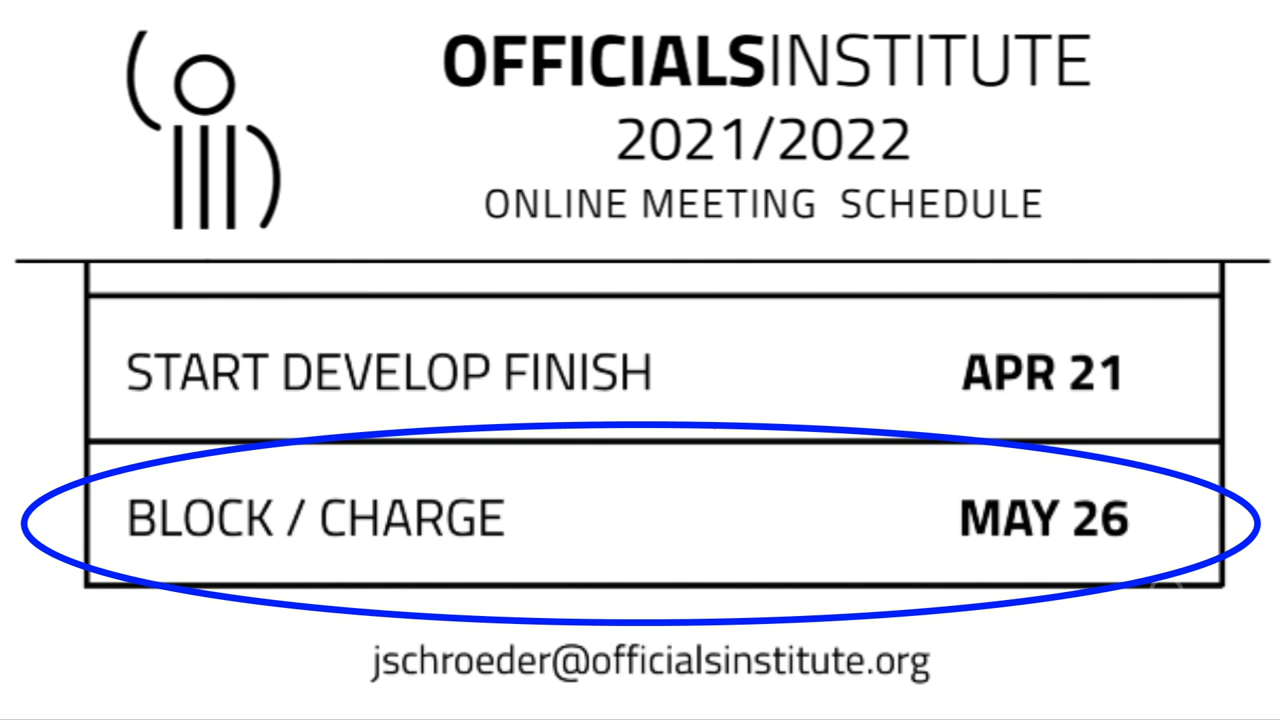 OFFICIALSINSTITUTE
2021/2022
ONLINE MEETING SCHEDULE
START DEVELOP FINISH APR 21
BLOCK / CHARGE MAY 26
jschroeder@officialsinstitute.org